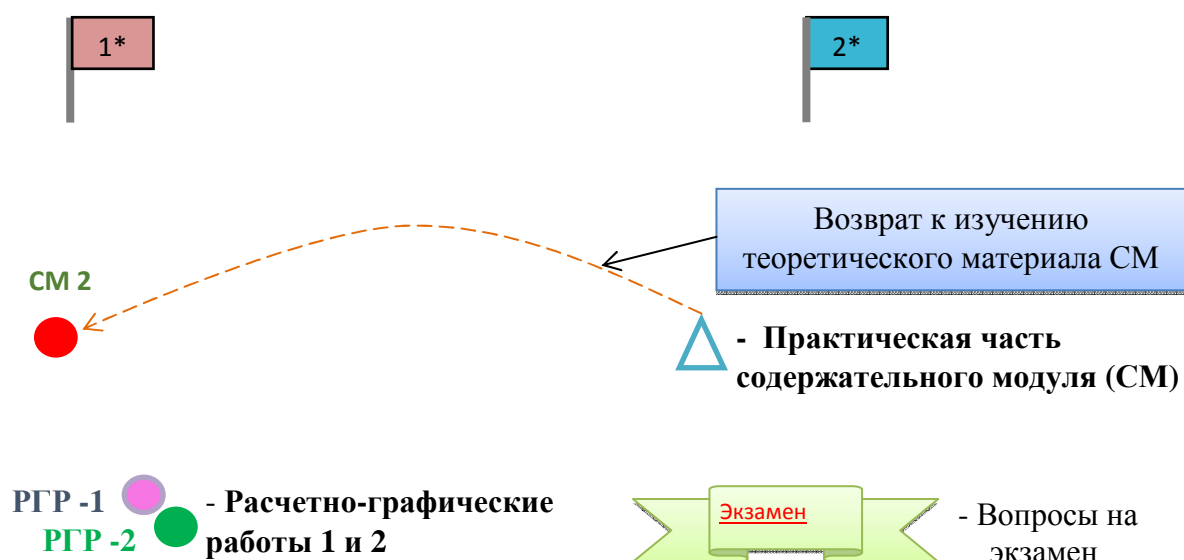 1*
2*
Возврат к изучению
теоретического материала СМ
СМ 2
- Практическая часть
содержательного модуля (СМ)
РГР -1
РГР -2
- Расчетно-графические
работы 1 и 2
Экзамен
- Вопросы на
экзамен